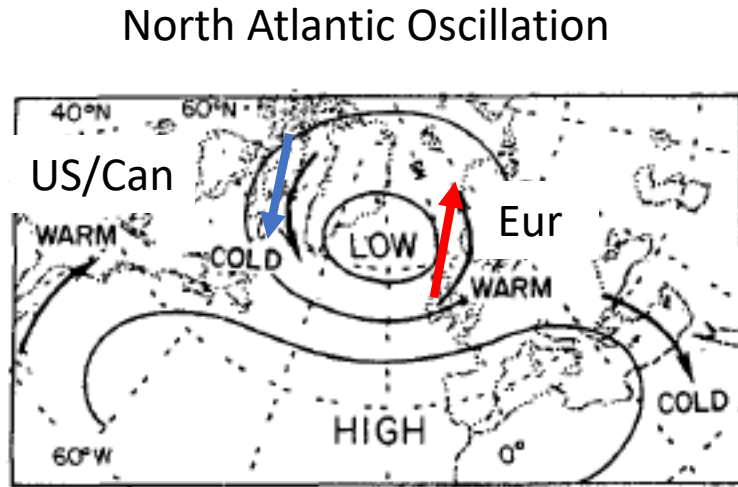 North Atlantic Oscillation
40°N
60°N
US/Can
WARM
COLD
LOW
Eur
WARM
COLD
HIGH
60°W
0°